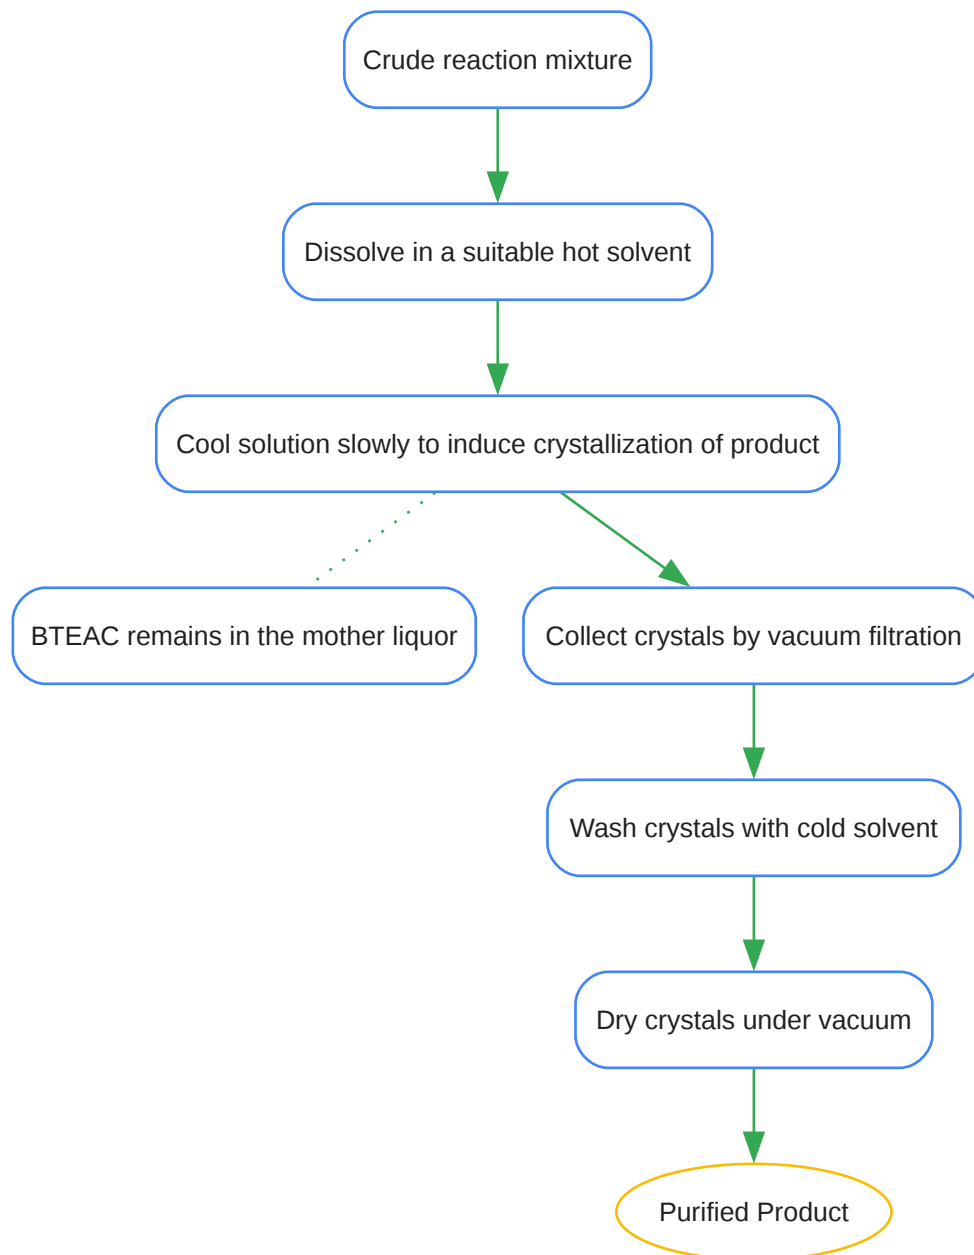 Crude reaction mixture
Dissolve in a suitable hot solvent
Cool solution slowly to induce crystallization of product
BTEAC remains in the mother liquor
Collect crystals by vacuum filtration
Wash crystals with cold solvent
Dry crystals under vacuum
Purified Product